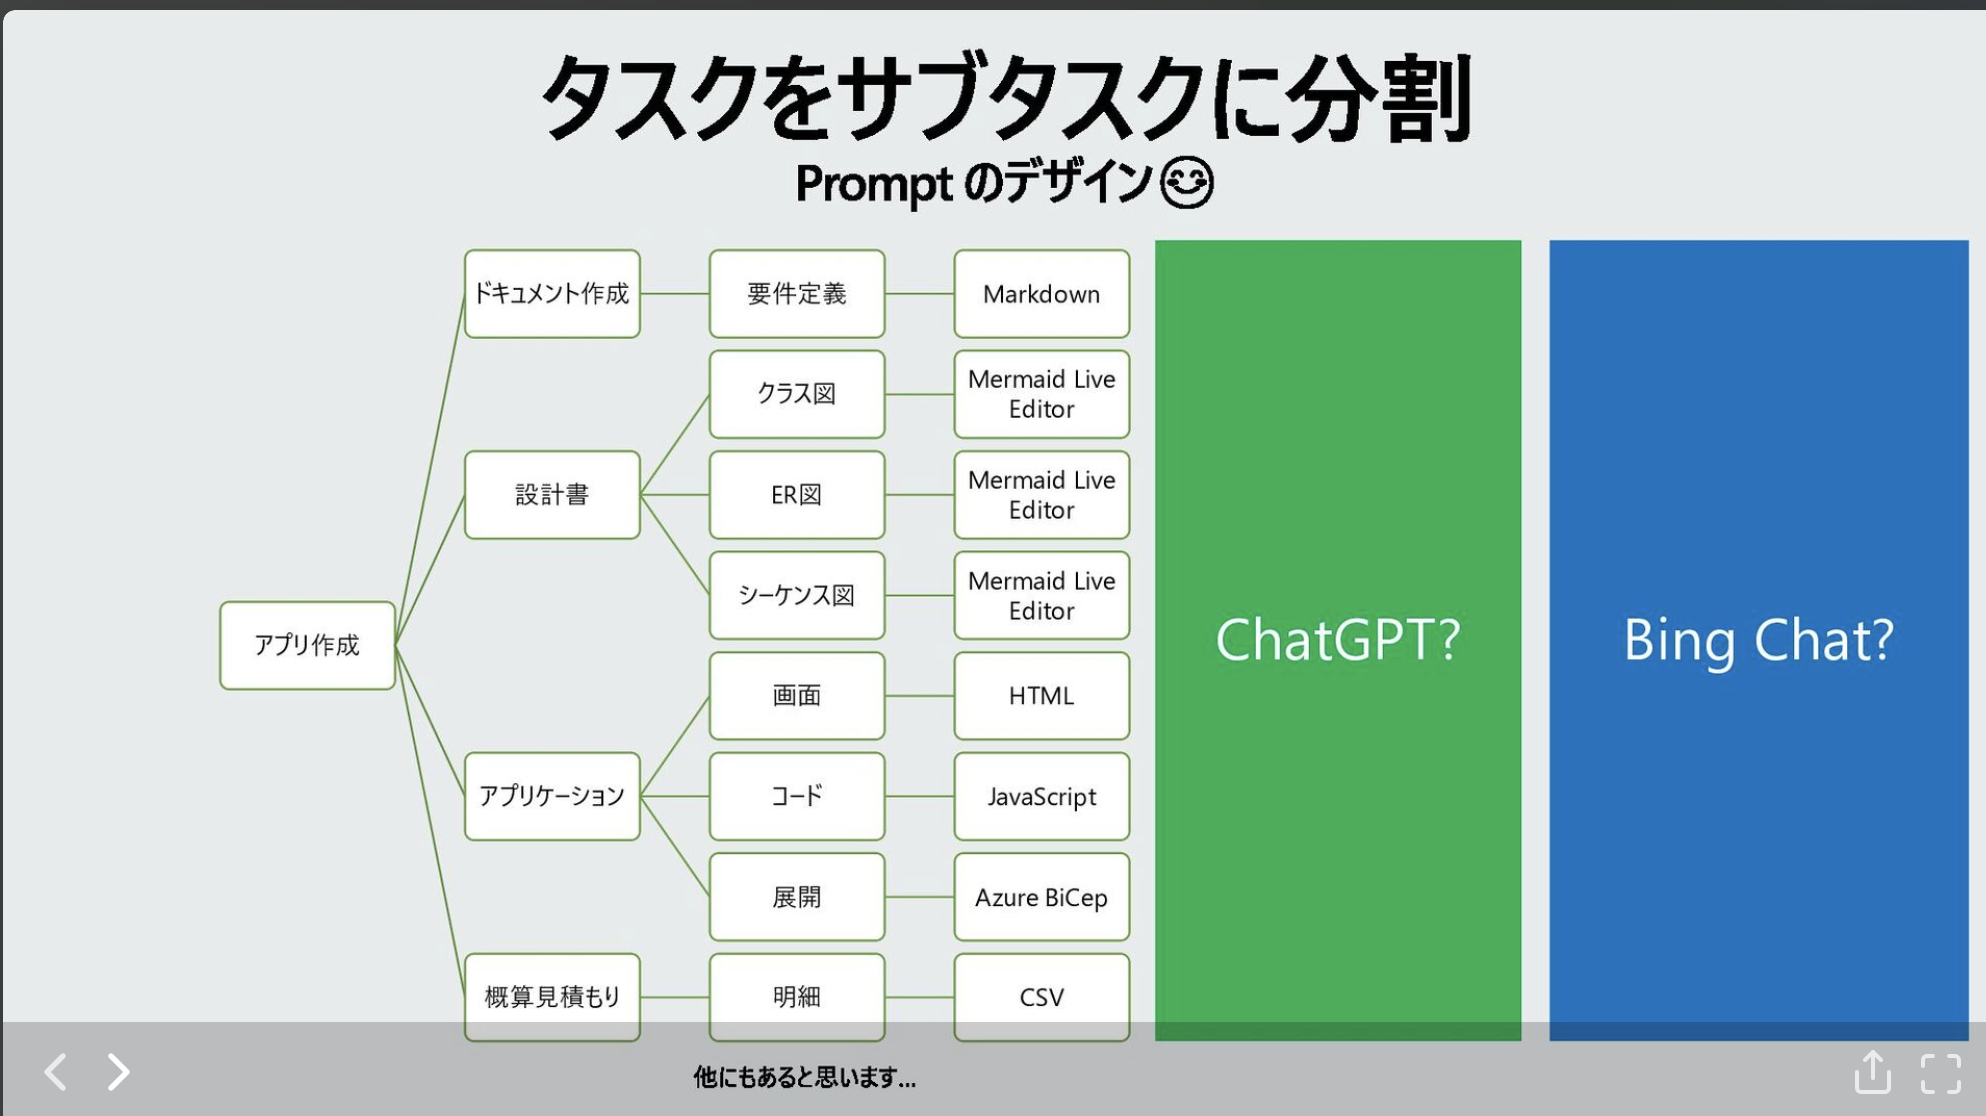 タスクをサブタスクに分割
Prompt のデザイン😊
ドキュメント作成
要件定義
Markdown
クラス図
Mermaid Live
Editor
設計書
ER図
Mermaid Live
Editor
シーケンス図
Mermaid Live
Editor
アプリ作成
画面
HTML
アプリケーション
コード
JavaScript
展開
Azure BiCep
概算見積もり
明細
CSV
ChatGPT?
Bing Chat?
他にもあると思います...